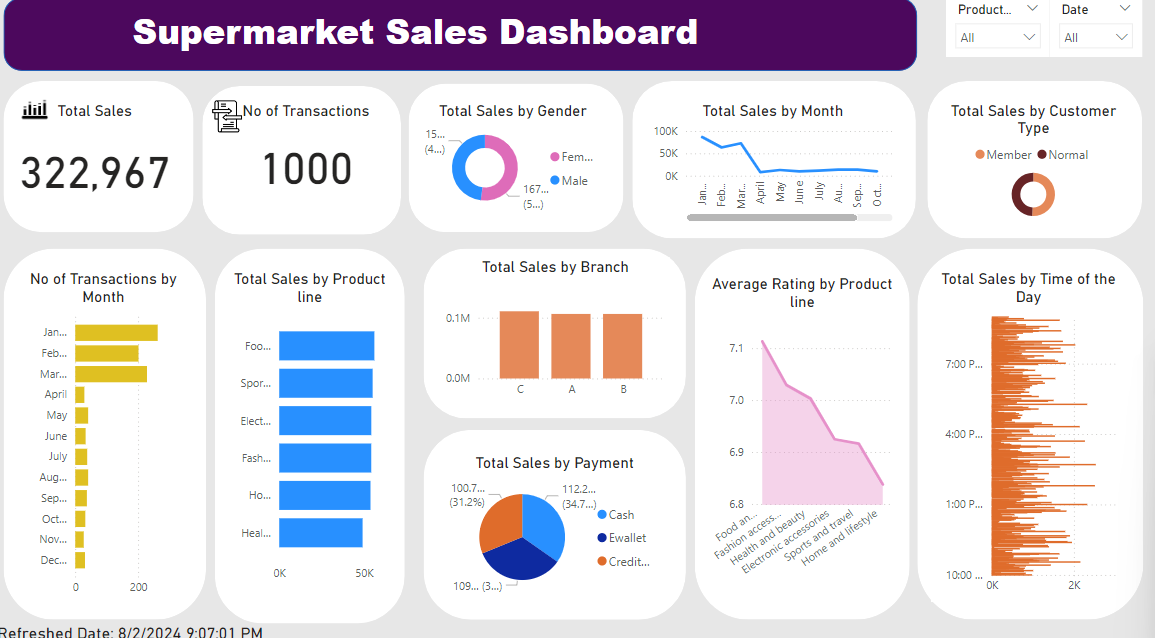 Supermarket Sales Dashboard
Product...
Date
All
All
Total Sales
322,967
No of Transactions
1000
Total Sales by Gender
15...
(4...)
167...
(5...)
Fem...
Male
Total Sales by Month
100K
50K
0K
Jan...
Feb...
Mar...
April
May
June
July
Au...
Sep...
Oct...
Total Sales by Customer
Type
Member
Normal
No of Transactions by
Month
Jan...
Feb...
Mar...
April
May
June
July
Aug...
Sep...
Oct...
Nov...
Dec...
0
200
Total Sales by Product
line
Foo...
Spor...
Elect...
Fash...
Ho...
Heal...
0K
50K
Total Sales by Branch
0.1M
0.0M
C
A
B
Total Sales by Payment
100.7...
(31.2%)
112.2...
(34.7...)
109... (3...)
Cash
Ewallet
Credit...
Average Rating by Product
line
7.1
7.0
6.9
6.8
Food an...
Fashion access...
Health and beauty
Electronic accessories
Sports and travel
Home and lifestyle
Total Sales by Time of the
Day
7:00 P...
4:00 P...
1:00 P...
10:00 ...
0K
2K
Refreshed Date: 8/2/2024 9:07:01 PM